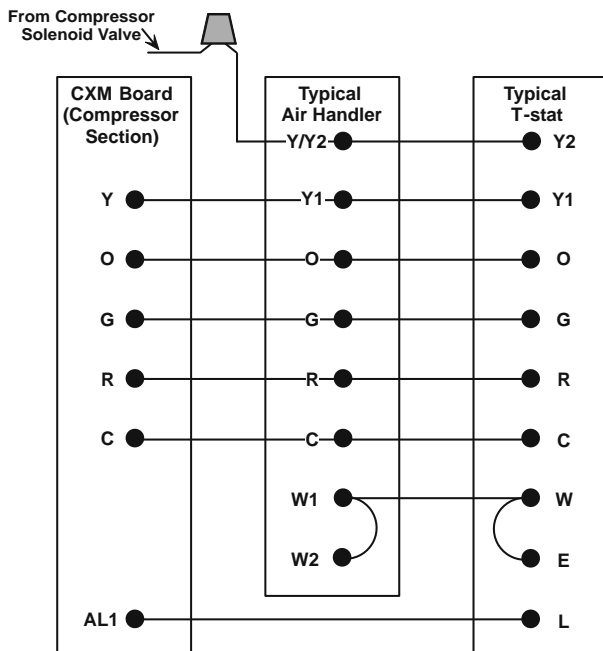 From Compressor
Solenoid Valve
CXM Board
(Compressor
Section)
Typical
Air Handler
Typical
T-stat
Y/Y2 Y2
Y Y1 Y1
O O O
G G G
R R R
C C C
W1 W
W2 E
AL1 L